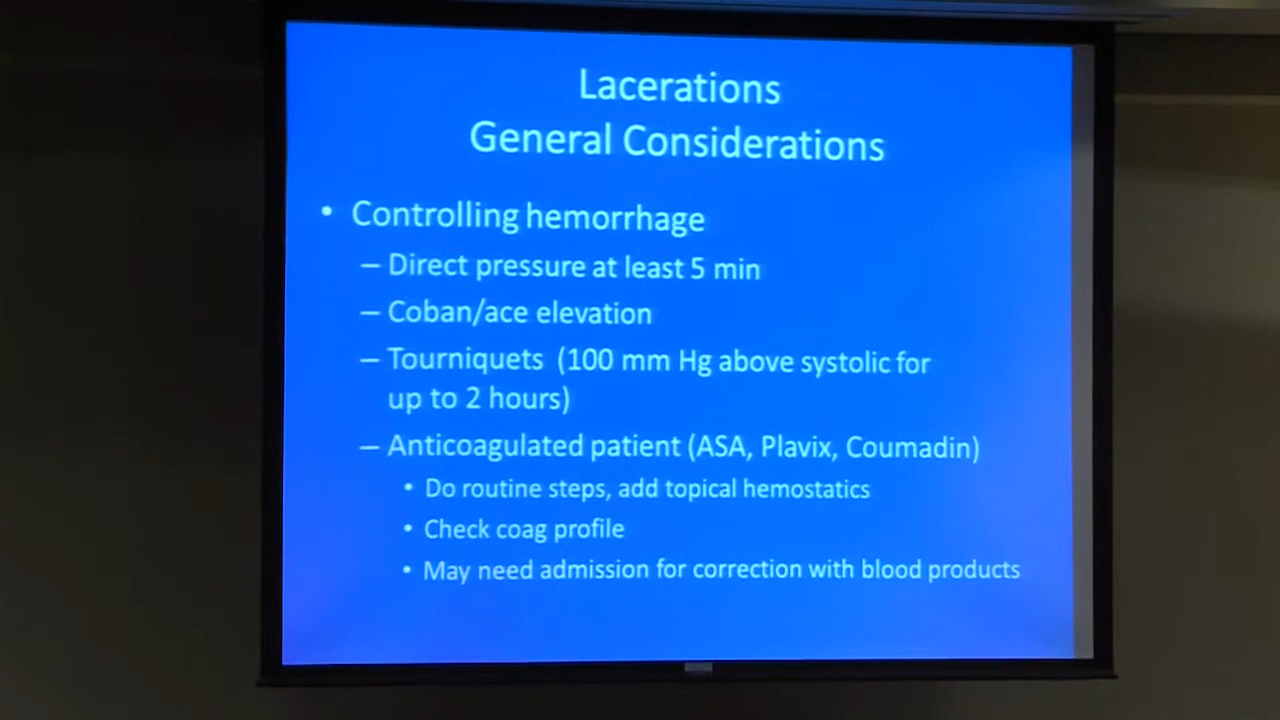 Lacerations
General Considerations
• Controlling hemorrhage
– Direct pressure at least 5 min
– Coban/ace elevation
– Tourniquets (100 mm Hg above systolic for
up to 2 hours)
– Anticoagulated patient (ASA, Plavix, Coumadin)
• Do routine steps, add topical hemostatics
• Check coag profile
• May need admission for correction with blood products